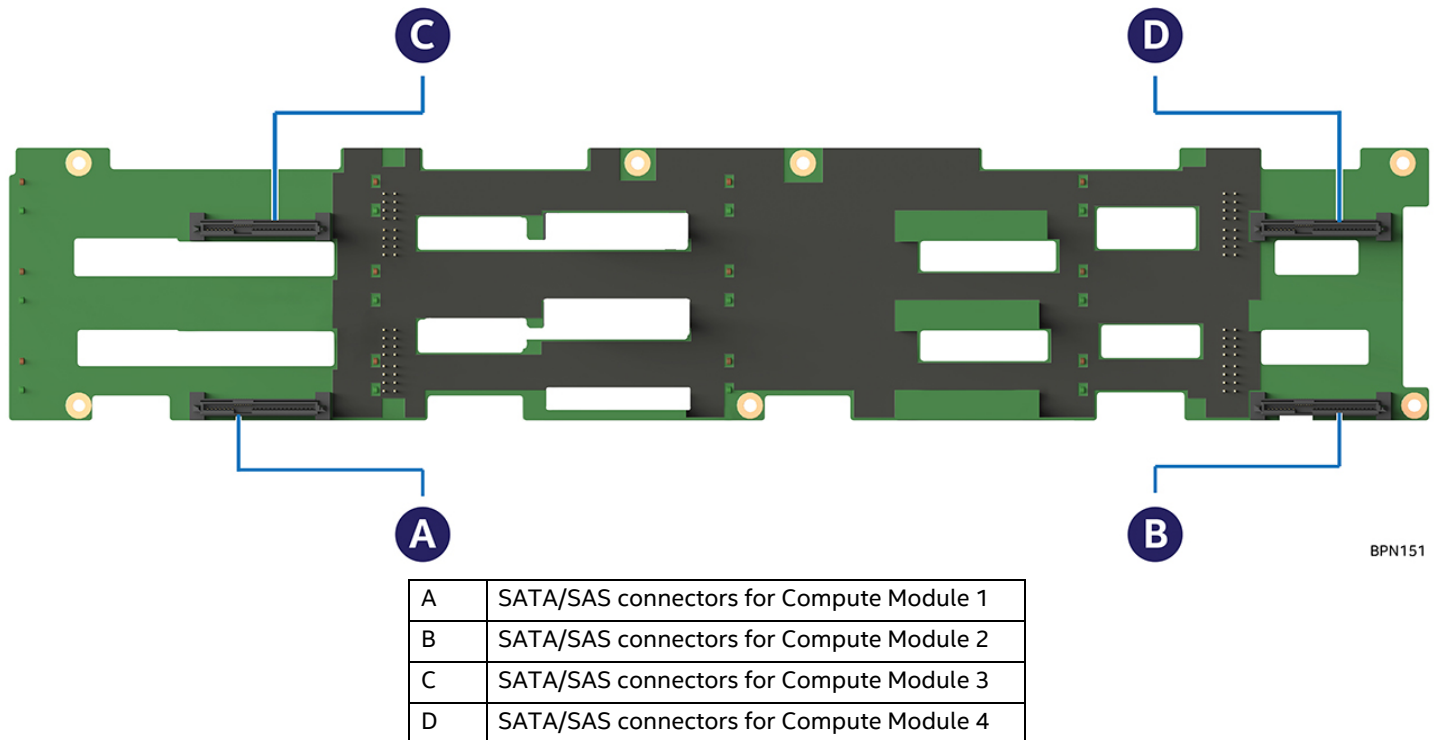 C
D
A
B
BPN151
A SATA/SAS connectors for Compute Module 1
B SATA/SAS connectors for Compute Module 2
C SATA/SAS connectors for Compute Module 3
D SATA/SAS connectors for Compute Module 4